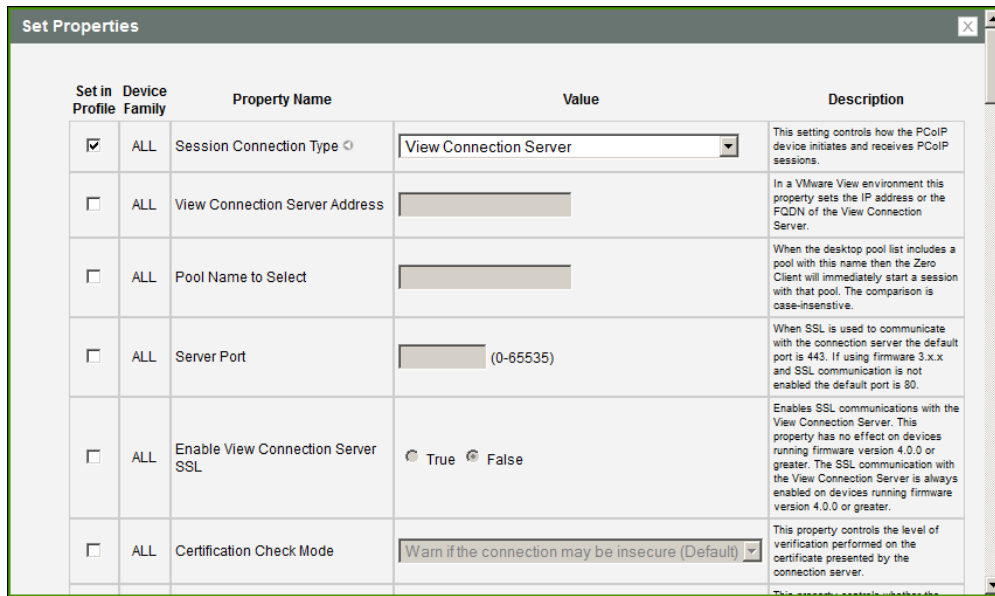 Set Properties
X
Set in Profile
Device Family
Property Name
Value
Description
ALL
Session Connection Type
View Connection Server
This setting controls how the PCoIP
device initiates and receives PCoIP
sessions.
ALL
View Connection Server Address
In a VMware View environment this
property sets the IP address or the
FQDN of the View Connection
Server.
ALL
Pool Name to Select
When the desktop pool list includes a
pool with this name then the Zero
Client will immediately start a session
with that pool. The comparison is
case-insenstive.
ALL
Server Port
(0-65535)
When SSL is used to communicate
with the connection server the default
port is 443. If using firmware 3.x.x
and SSL communication is not
enabled the default port is 80.
ALL
Enable View Connection Server
SSL
True
False
Enables SSL communications with the
View Connection Server. This
property has no effect on devices
running firmware version 4.0.0 or
greater. The SSL communication with
the View Connection Server is always
enabled on devices running firmware
version 4.0.0 or greater.
ALL
Certification Check Mode
Warn if the connection may be insecure (Default)
This property controls the level of
verification performed on the
certificate presented by the
connection server.
This property controls whether the